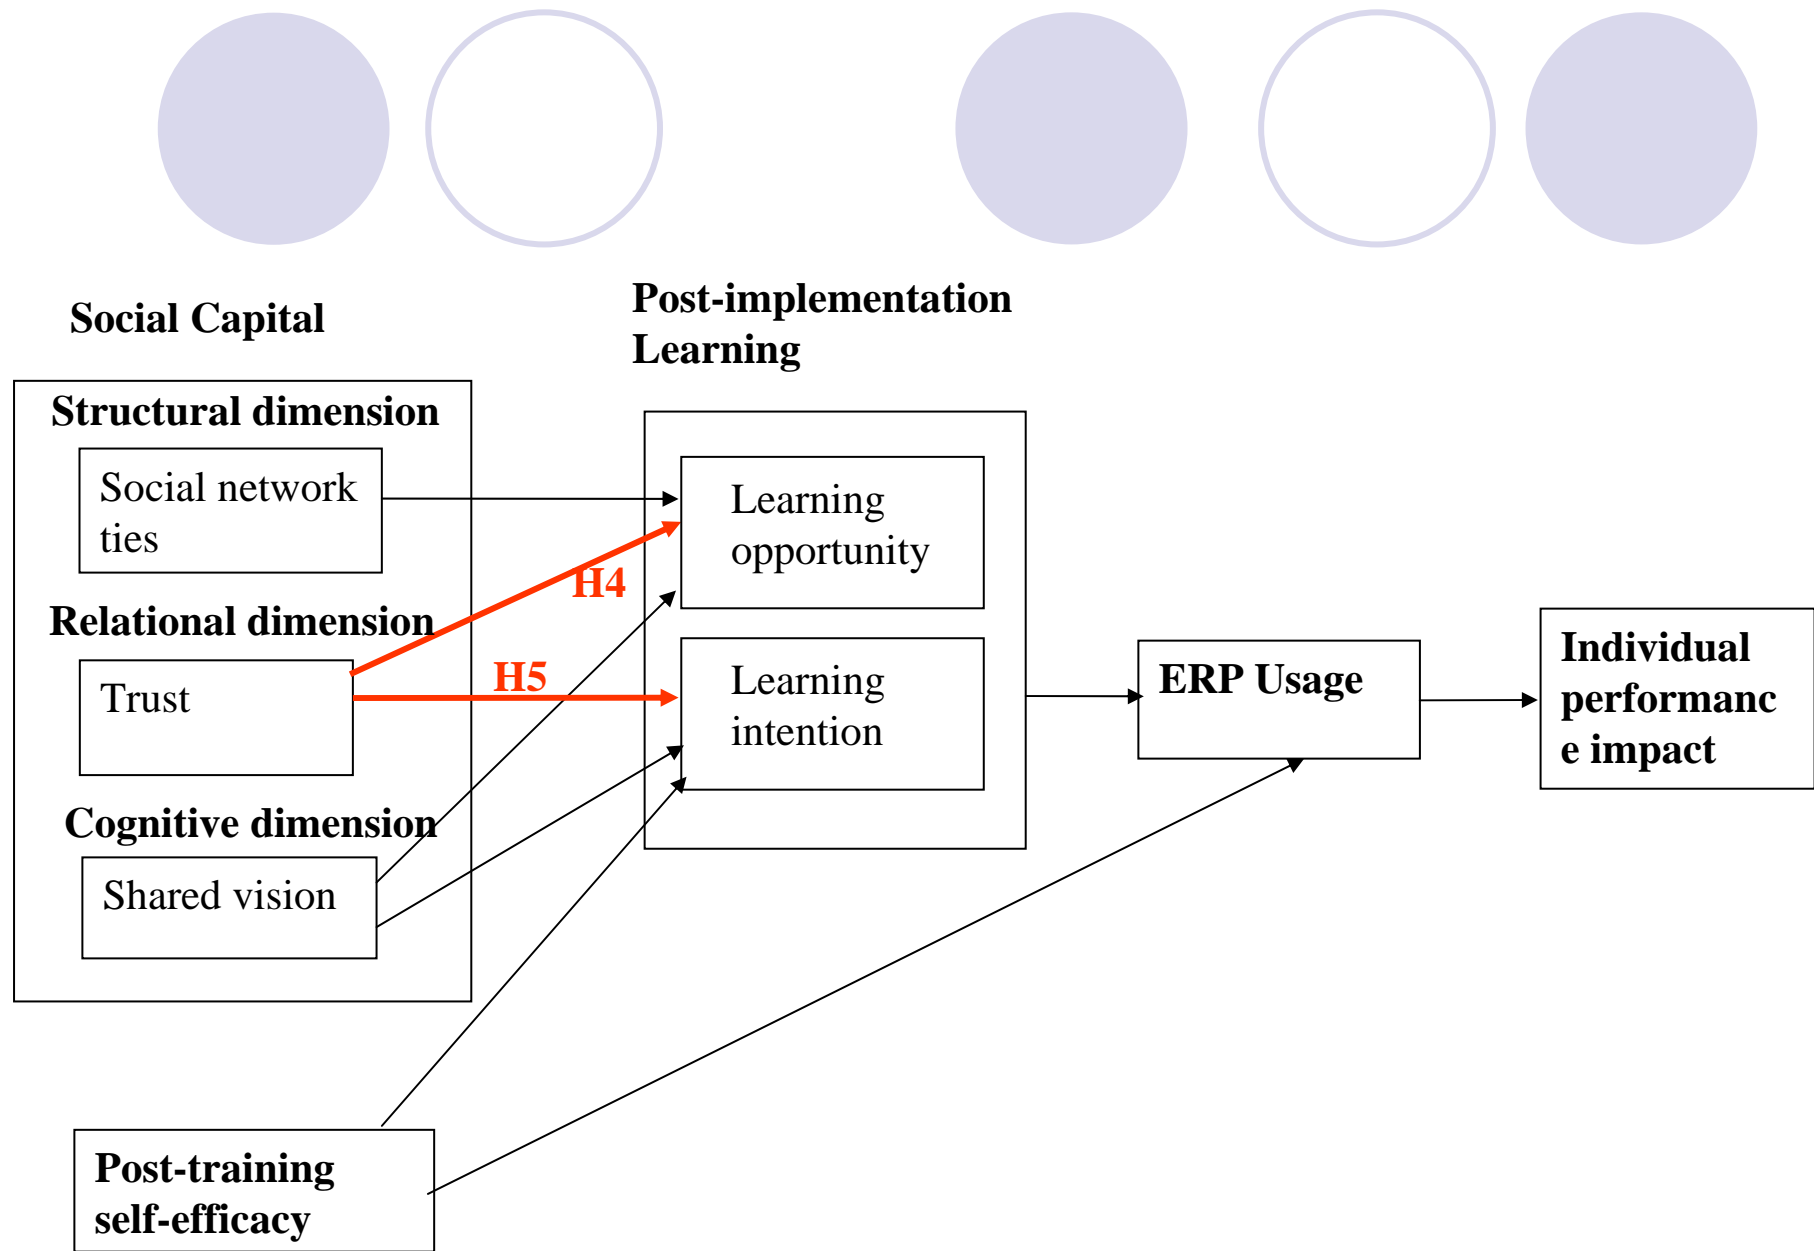 Social Capital
Post-implementation
Learning
Structural dimension
Social network
ties
Relational dimension
Trust
Cognitive dimension
Shared vision
H4
H5
Learning
opportunity
Learning
intention
ERP Usage
Individual
performanc
e impact
Post-training
self-efficacy